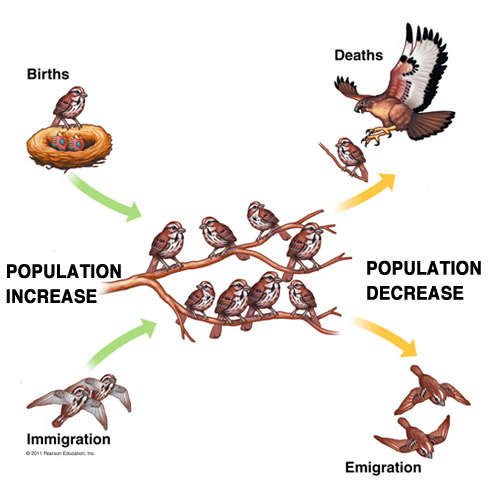 Births
Deaths
POPULATION
INCREASE
POPULATION
DECREASE
Immigration
© 2011 Pearson Education, Inc.
Emigration